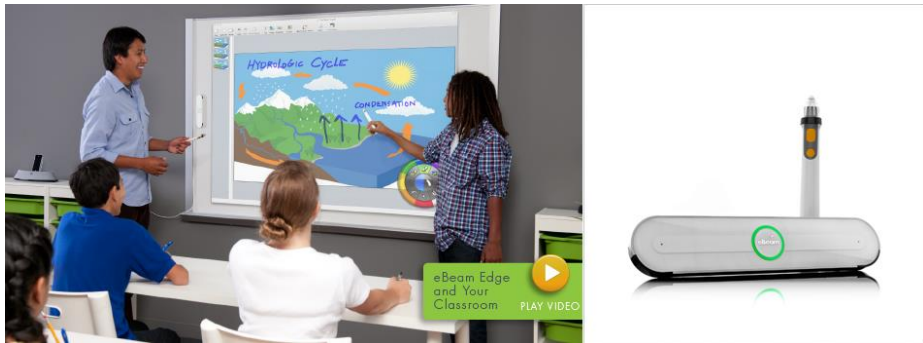 HYDROLOGIC CYCLE
CONDENSATION
eBeam Edge
and Your
Classroom
PLAY VIDEO
eBeam